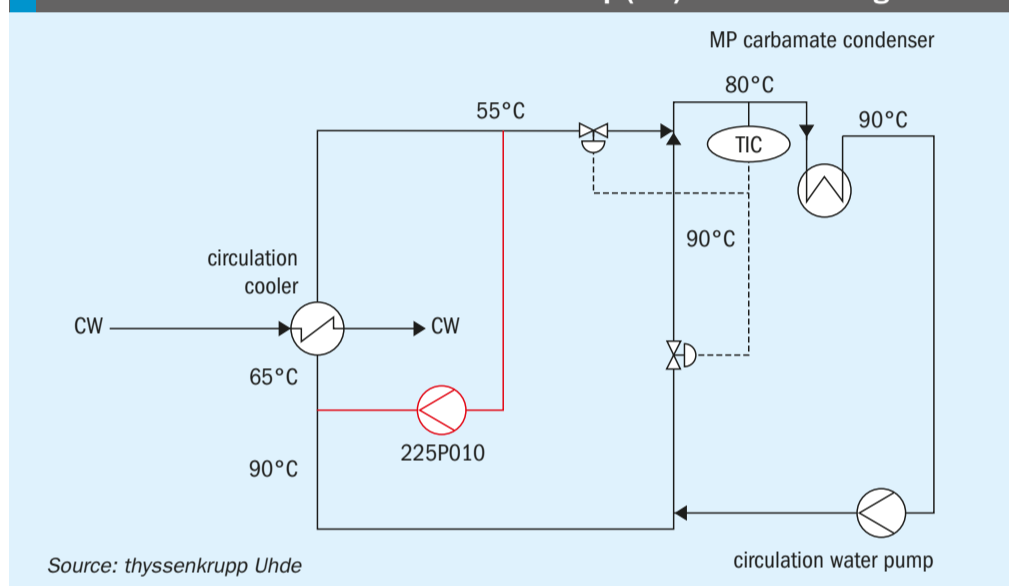 MP carbamate condenser
80°C
55°C
90°C
TIC
90°C
circulation
cooler
CW
CW
65°C
225P010
90°C
circulation water pump
Source: thyssenkrupp Uhde